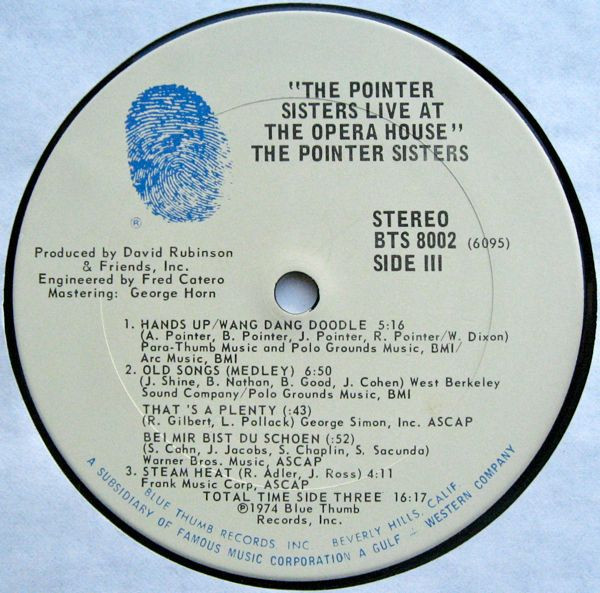 "THE POINTER
SISTERS LIVE AT
THE OPERA HOUSE"
THE POINTER SISTERS
®
STEREO
BTS 8002 (6095)
SIDE III
Produced by David Rubinson
& Friends, Inc.
Engineered by Fred Catero
Mastering: George Horn
1. HANDS UP/WANG DANG DOODLE 5:16
(A. Pointer, B. Pointer, J. Pointer, R. Pointer/W. Dixon)
Para-Thumb Music and Polo Grounds Music, BMI/
Arc Music, BMI
2. OLD SONGS (MEDLEY) 6:50
(J. Shine, B. Nathan, B. Good, J. Cohen) West Berkeley
Sound Company/Polo Grounds Music, BMI
THAT 'S A PLENTY (:43)
(R. Gilbert, L. Pollack) George Simon, Inc. ASCAP
BEI MIR BIST DU SCHOEN (:52)
(S. Cahn, J. Jacobs, S. Chaplin, S. Sacunda)
Warner Bros. Music, ASCAP
3. STEAM HEAT (R. Adler, J. Ross) 4:11
Frank Music Corp, ASCAP
TOTAL TIME SIDE THREE 16:17
℗1974 Blue Thumb
Records, Inc.
BLUE THUMB RECORDS INC. BEVERLY HILLS, CALIF.
A SUBSIDIARY OF FAMOUS MUSIC CORPORATION A GULF + WESTERN COMPANY